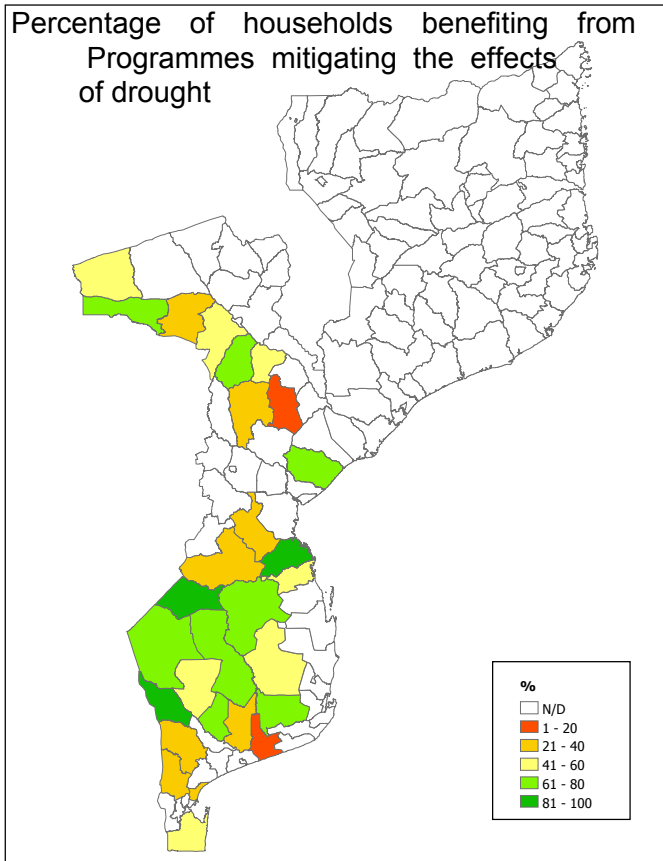 Percentage of households benefiting from
Programmes mitigating the effects
of drought
%
N/D
1 - 20
21 - 40
41 - 60
61 - 80
81 - 100